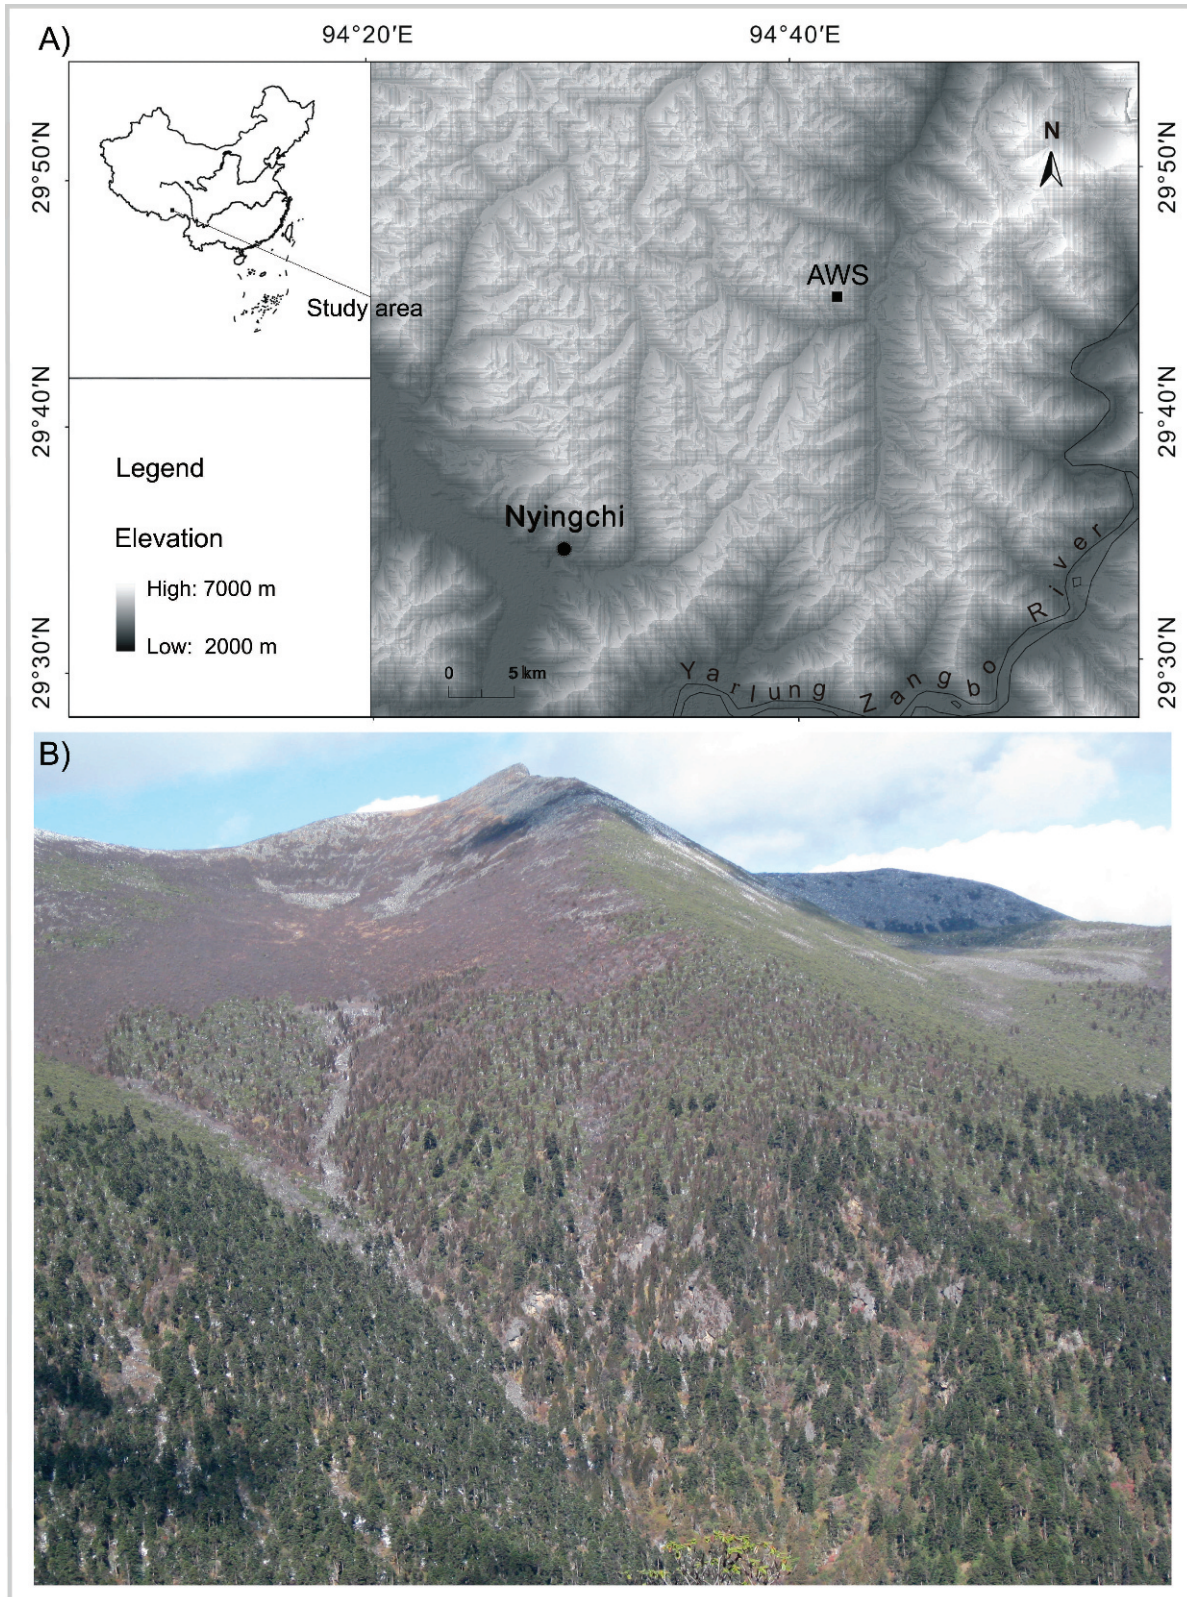 A)
94°20′E
94°40′E
29°50′N
29°50′N
N
AWS
Study area
29°40′N
29°40′N
Legend
Nyingchi
Elevation
High: 7000 m
Low: 2000 m
0 5 km
29°30′N
29°30′N
Yarlung Zangbo River
B)